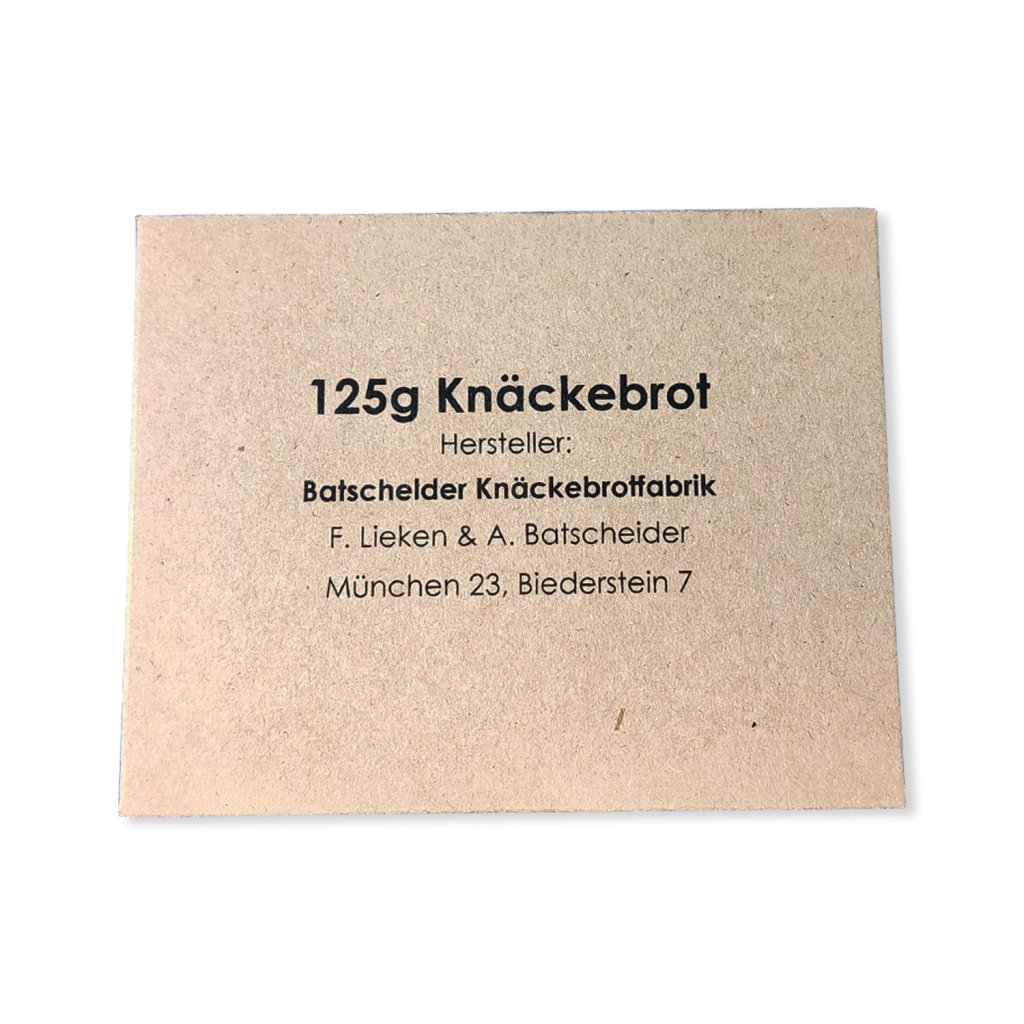 125g Knäckebrot
Hersteller:
Batschelder Knäckebrotfabrik
F. Lieken & A. Batscheider
München 23, Biederstein 7